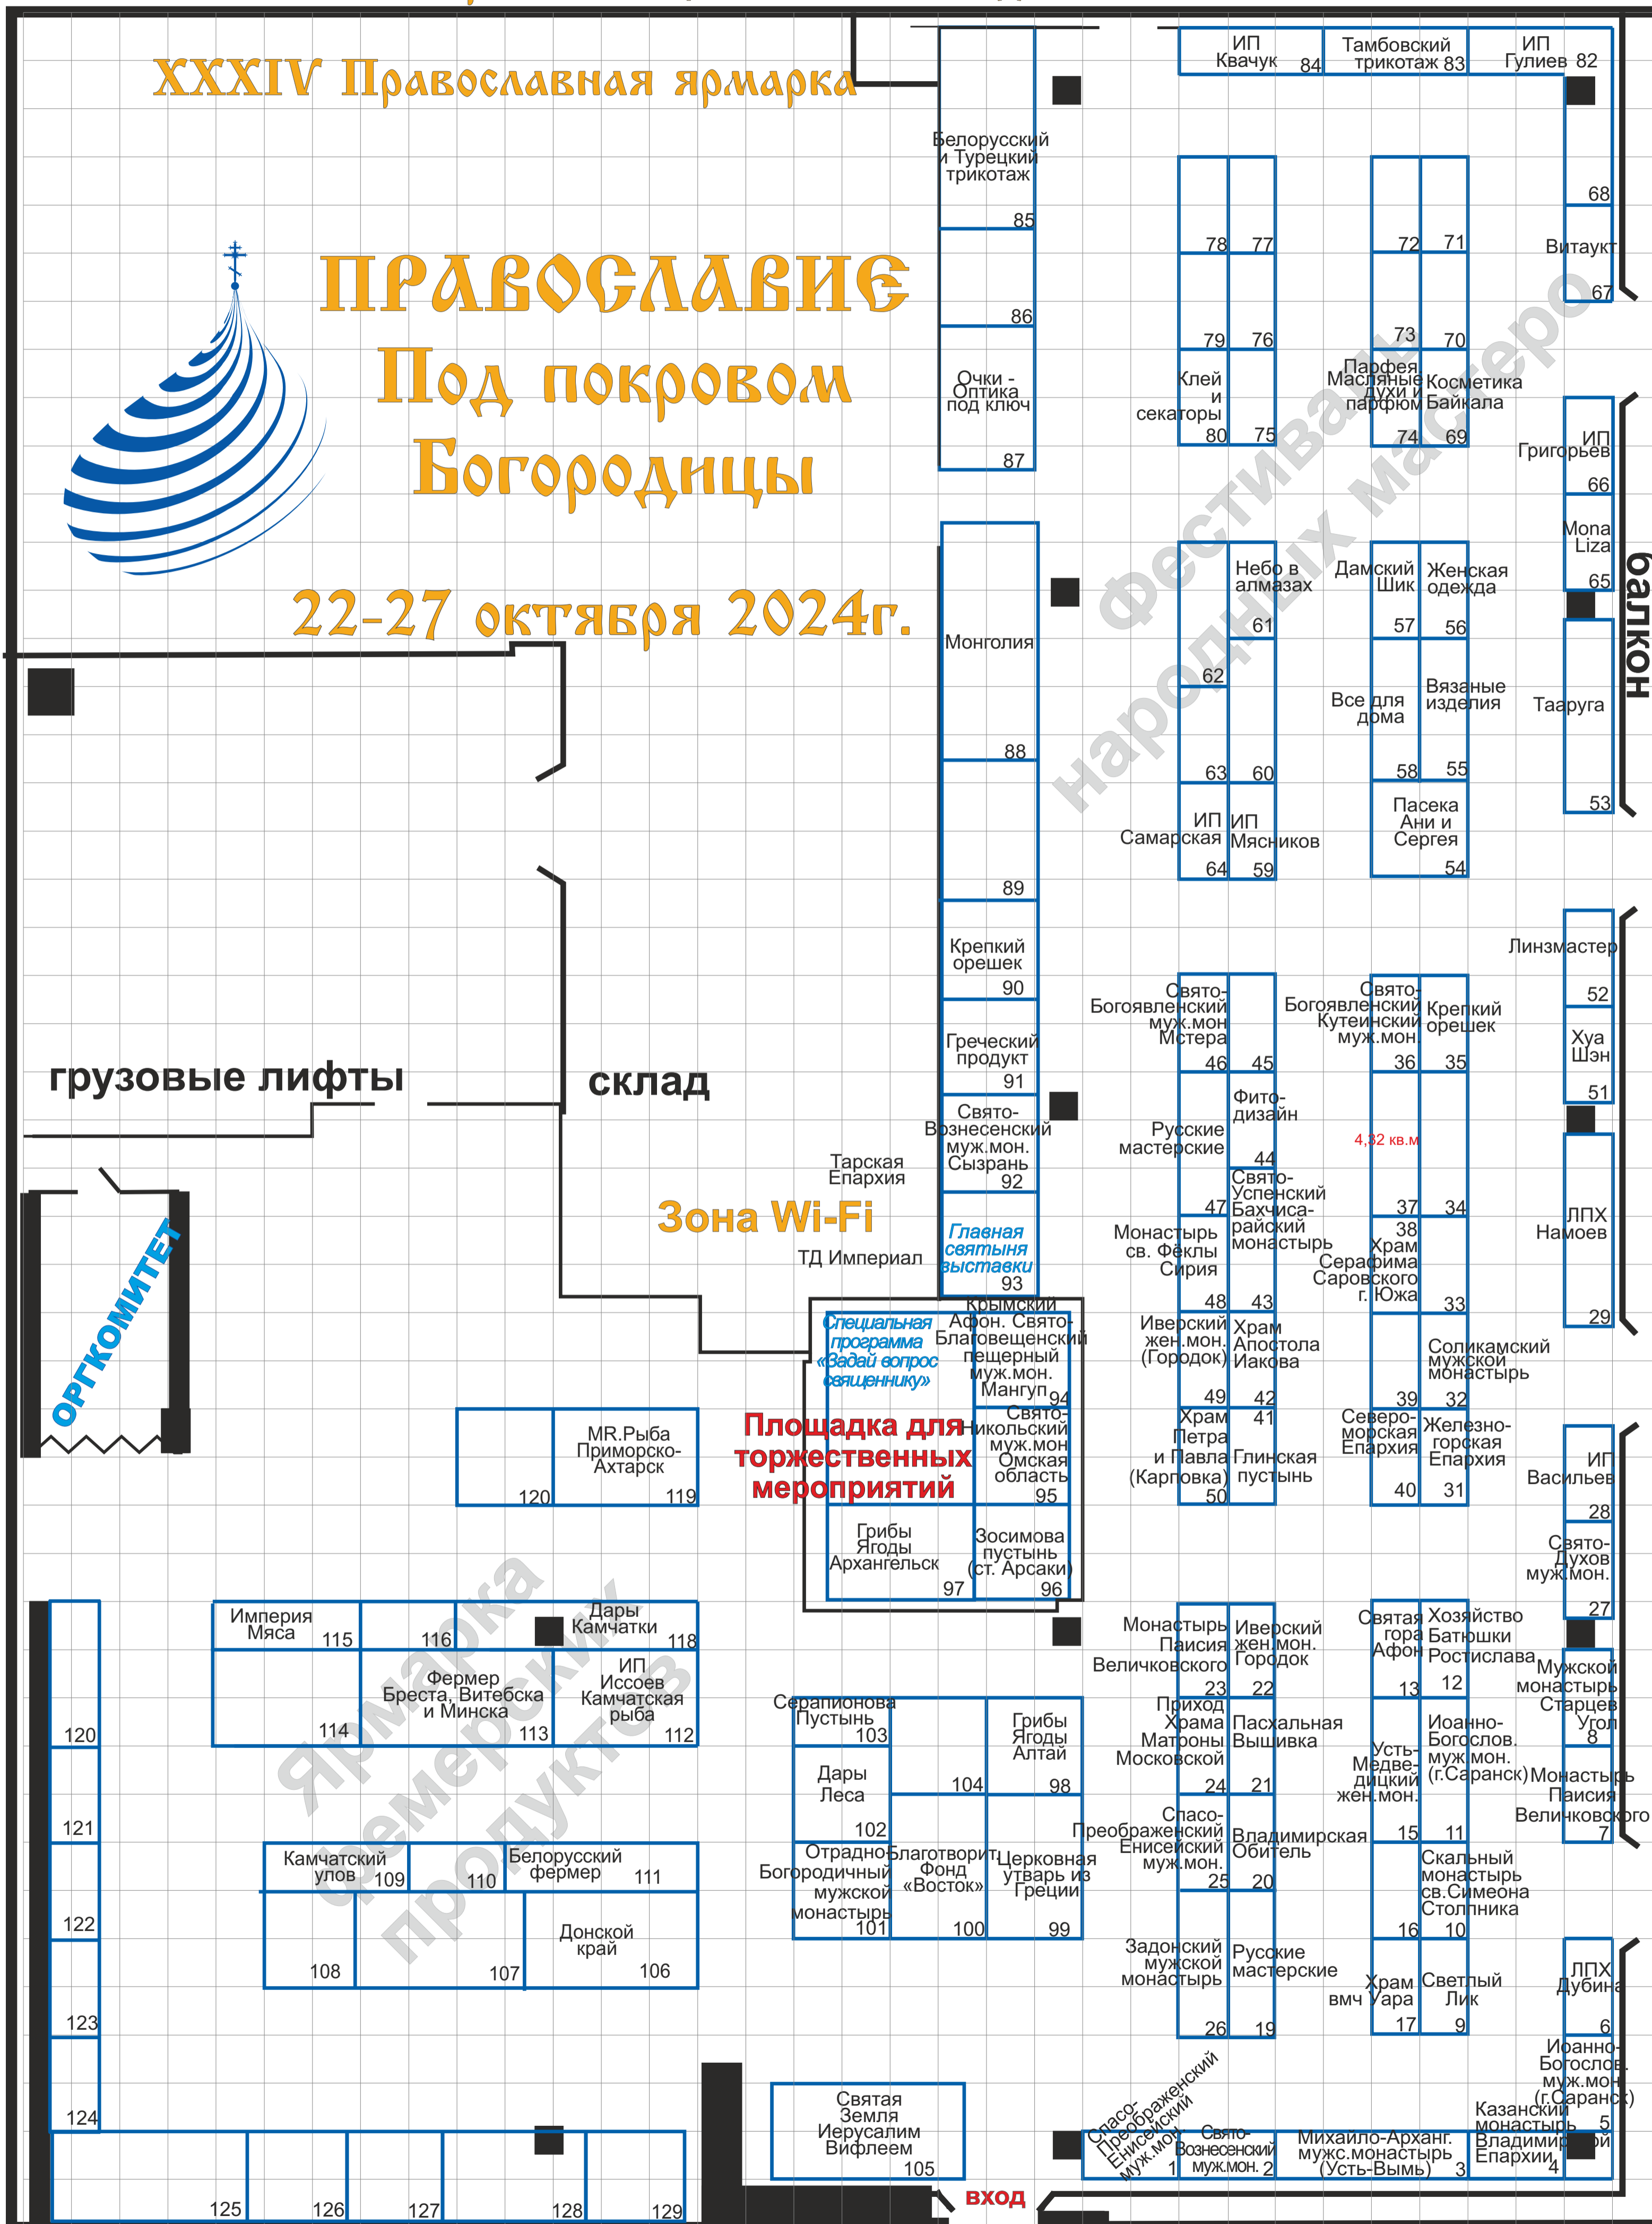 XXXIV Православная ярмарка
ПРАВОСЛАВИЕ
Под покровом
Богородицы
22-27 октября 2024г.
ИП
Квачук 84
Тамбовский
трикотаж 83
ИП
Гулиев 82
Белорусский
и Турецкий
трикотаж
85
86
Очки -
Оптика
под ключ
87
78
77
72
71
68
Витаукт
67
79
76
73
70
Клей
и
секаторы
80
75
Парфея.
Масляные
духи и
парфюм
74
Косметика
Байкала
69
ИП
Григорьев
66
Mona
Liza
65
балкон
Фестиваль
народных мастеро
Монголия
88
89
62
Небо в
алмазах
61
Дамский
Шик
57
Женская
одежда
56
63
60
Все для
дома
58
Вязаные
изделия
55
Тааруга
53
ИП
Самарская
64
ИП
Мясников
59
Пасека
Ани и
Сергея
54
Крепкий
орешек
90
Греческий
продукт
91
Свято-
Вознесенский
муж.мон.
Сызрань
92
Главная
святыня
выставки
93
грузовые лифты
склад
Тарская
Епархия
Зона Wi-Fi
ТД Империал
ОРГКОМИТЕТ
Свято-
Богоявленский
муж.мон
Мстера
46
45
Свято-
Богоявленский
Кутеинский
муж.мон.
36
Крепкий
орешек
35
Линзмастер
52
Хуа
Шэн
51
Русские
мастерские
47
Фито-
дизайн
44
4,32 кв.м
37
34
Монастырь
св. Фёклы
Сирия
48
Свято-
Успенский
Бахчиса-
райский
монастырь
43
38
Храм
Серафима
Саровского
г. Южа
33
ЛПХ
Намоев
29
Иверский
жен.мон.
(Городок)
49
Храм
Апостола
Иакова
42
39
Соликамский
мужской
монастырь
32
Храм
Петра
и Павла
(Карповка)
50
41
Глинская
пустынь
Северо-
морская
Епархия
40
Железно-
горская
Епархия
31
ИП
Васильев
28
Свято-
Духов
муж.мон.
27
Специальная
программа
«Задай вопрос
священнику»
Площадка для
торжественных
мероприятий
Крымский
Афон. Свято-
Благовещенский
пещерный
муж.мон.
Мангуп 94
Свято-
Никольский
муж.мон
Омская
область
95
Грибы
Ягоды
Архангельск
97
Зосимова
пустынь
(ст. Арсаки)
96
120
MR.Рыба
Приморско-
Ахтарск
119
Ярмарка
фемерских
продуктов
Империя
Мяса 115
116
Дары
Камчатки
118
114
Фермер
Бреста, Витебска
и Минска
113
ИП
Иссоев
Камчатская
рыба
112
120
121
122
123
124
Камчатский
улов 109
110
Белорусский
фермер 111
108
107
Донской
край
106
Серапионова
Пустынь
103
104
Грибы
Ягоды
Алтай
98
Дары
Леса
102
Отрадно-
Богородичный
мужской
монастырь
101
Благотворит.
Фонд
«Восток»
100
Церковная
утварь из
Греции
99
Монастырь
Паисия
Величковского
23
Иверский
жен.мон.
Городок
22
Святая
гора
Афон
13
Хозяйство
Батюшки
Ростислава
12
Мужской
монастырь
Старцев
Угол
8
Приход
Храма
Матроны
Московской
24
Пасхальная
Вышивка
21
Усть-
Медве-
дицкий
жен.мон.
15
Иоанно-
Богослов.
муж.мон.
(г.Саранск)
11
Монастырь
Паисия
Величковского
7
Спасо-
Преображенский
Енисейский
муж.мон.
25
Владимирская
Обитель
20
16
Скальный
монастырь
св.Симеона
Столпника
10
Задонский
мужской
монастырь
26
Русские
мастерские
19
Храм
вмч Уара
17
Светлый
Лик
9
ЛПХ
Дубина
6
Иоанно-
Богослов.
муж.мон
(г.Саранск)
5
Святая
Земля
Иерусалим
Вифлеем
105
Спасо-
Преображенский
Енисейский
муж.мон.
1
Свято-
Вознесенский
муж.мон. 2
Михайло-Арханг.
мужс.монастырь
(Усть-Вымь) 3
Казанский
монастырь
Владимирской
Епархии 4
125
126
127
128
129
вход